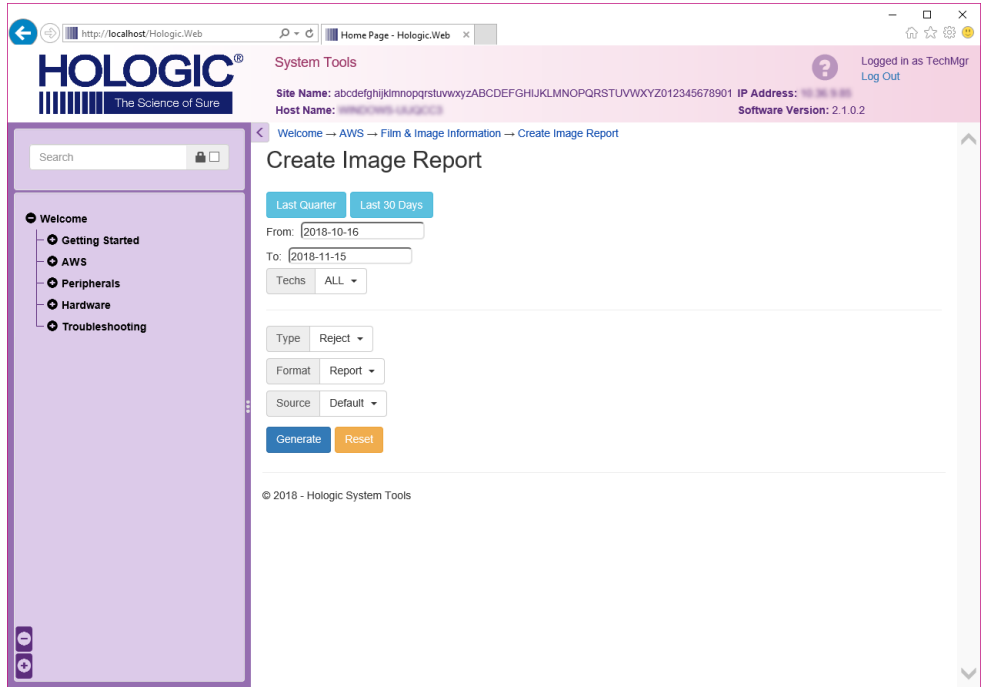 http://localhost/Hologic.Web
Home Page - Hologic.Web
HOLOGIC®
The Science of Sure
System Tools
Logged in as TechMgr
Log Out
Site Name: abcdefghijklmnopqrstuvwxyzABCDEFGHIJKLMNOPQRSTUVWXYZ012345678901 IP Address:
Host Name:
Software Version: 2.1.0.2
Search
Welcome
Getting Started
AWS
Peripherals
Hardware
Troubleshooting
Welcome → AWS → Film & Image Information → Create Image Report
Create Image Report
Last Quarter Last 30 Days
From: 2018-10-16
To: 2018-11-15
Techs ALL
Type Reject
Format Report
Source Default
Generate Reset
© 2018 - Hologic System Tools